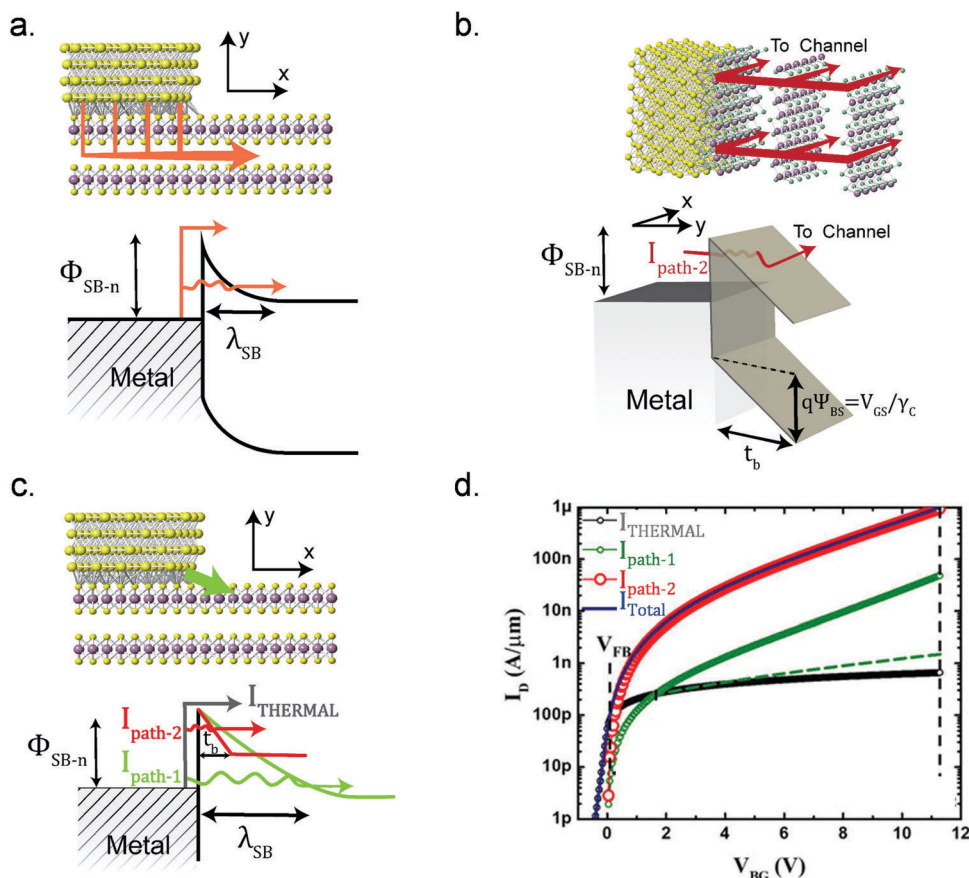 a.
y
x
ΦSB-n
λSB
Metal
b.
To Channel
To Channel
x
y
To Channel
ΦSB-n
Ipath-2
Metal
qΨBS=VGS/γC
tb
c.
y
x
ITHERMAL
Ipath-2
tb
ΦSB-n
Ipath-1
λSB
Metal
d.
1μ
100n
10n
1n
100p
10p
1p
ID (A/μm)
ITHERMAL
Ipath-1
Ipath-2
ITotal
VFB
0 2 4 6 8 10 12
VBG (V)